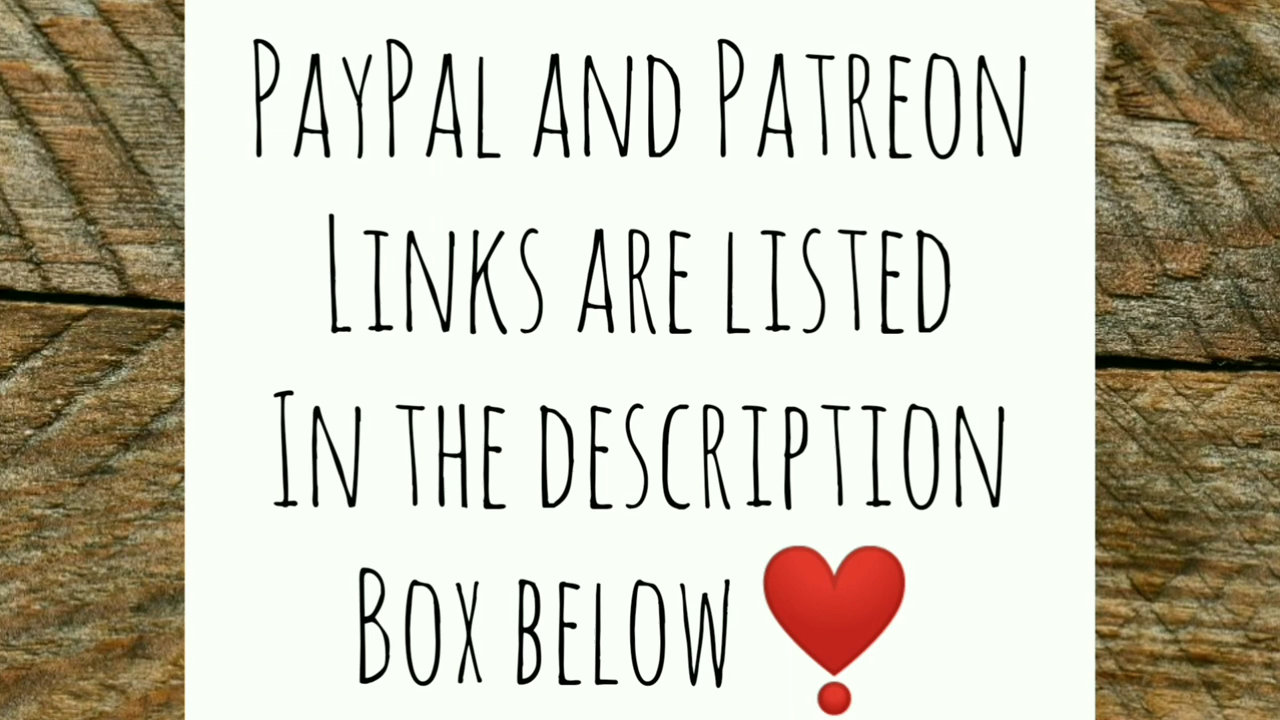 PayPal and Patreon
Links are listed
In the description
Box below ❣